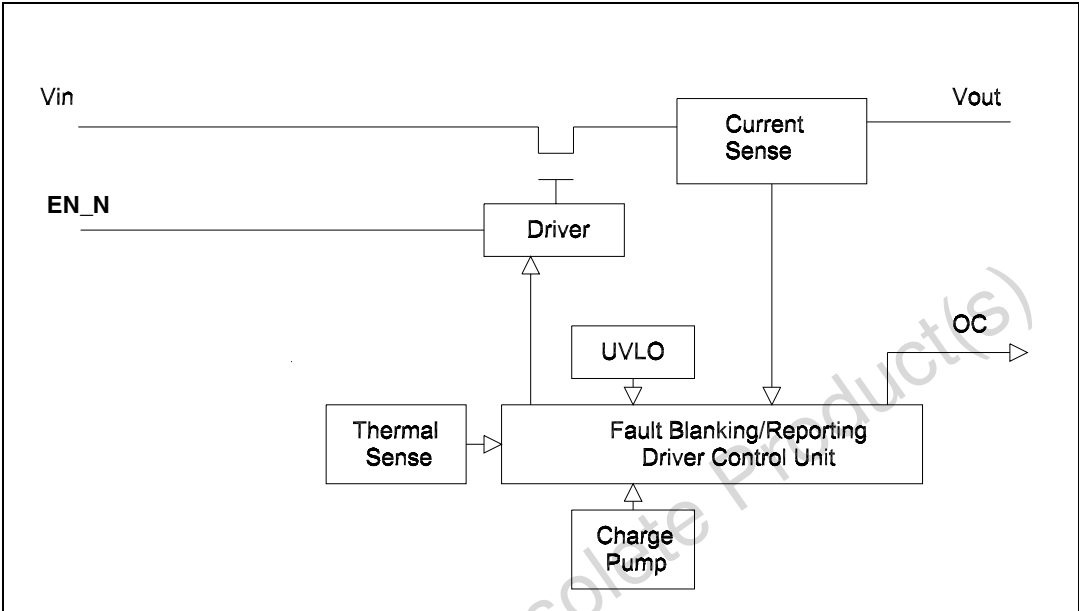 Vin
Vout
Current
Sense
EN_N
Driver
OC
UVLO
Thermal
Sense
Fault Blanking/Reporting
Driver Control Unit
Charge
Pump
solete Product(s)